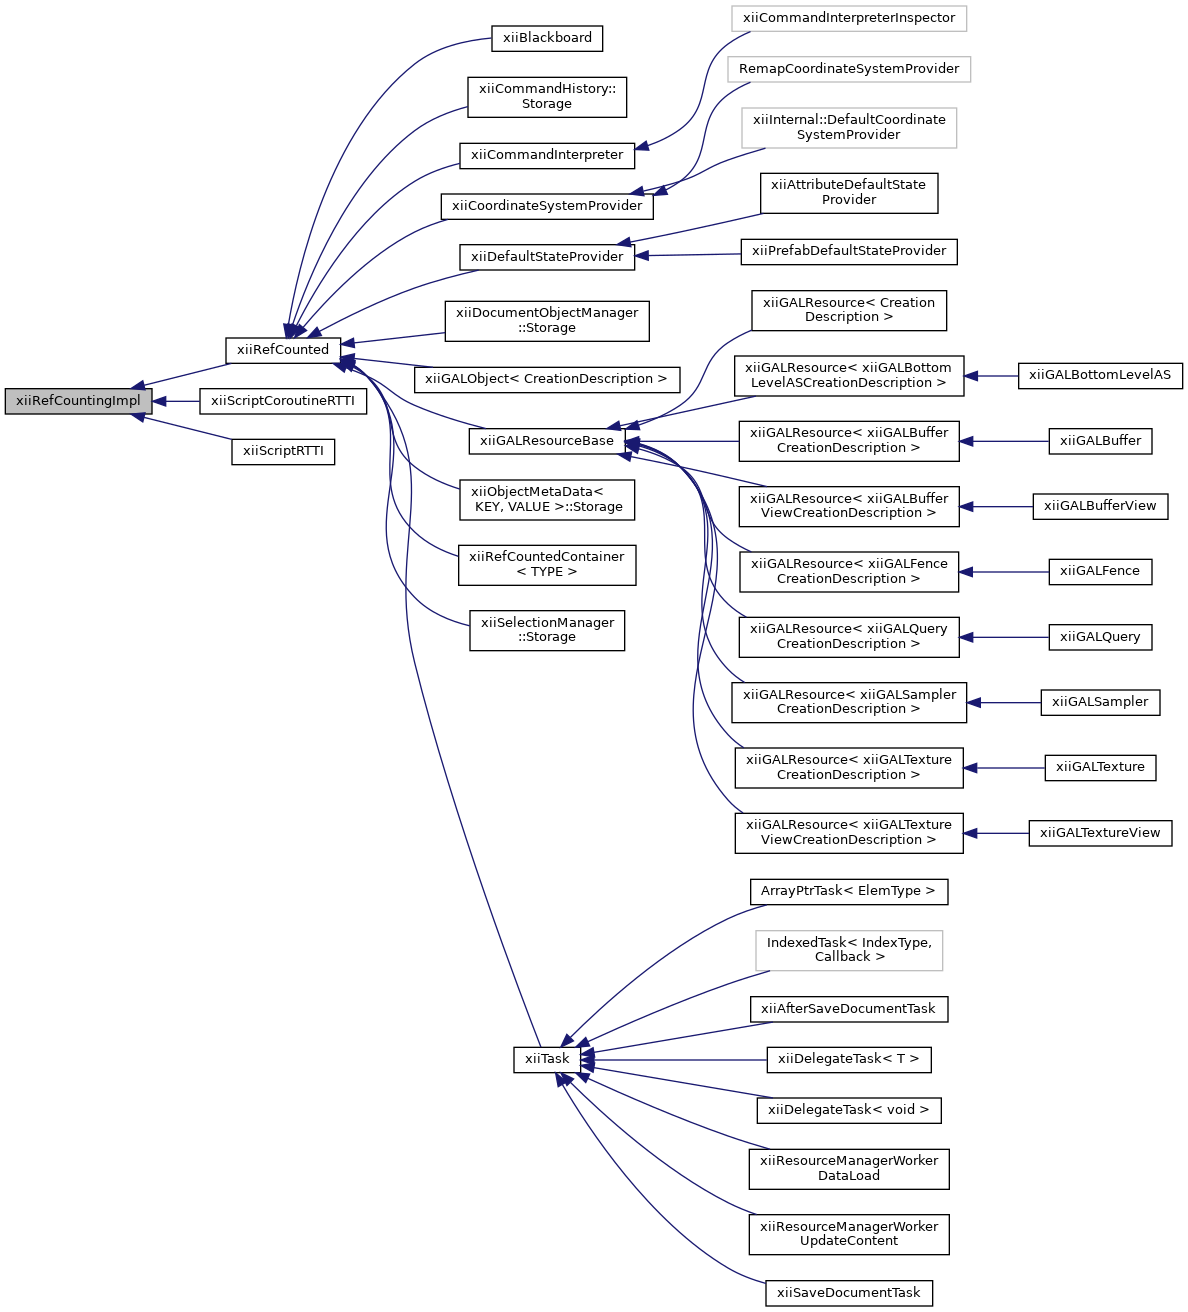 xiiCommandInterpreterInspector
xiiBlackboard
RemapCoordinateSystemProvider
xiiCommandHistory::
Storage
xiiInternal::DefaultCoordinate
SystemProvider
xiiCommandInterpreter
xiiAttributeDefaultState
Provider
xiiCoordinateSystemProvider
xiiPrefabDefaultStateProvider
xiiDefaultStateProvider
xiiGALResource< Creation
Description >
xiiDocumentObjectManager
::Storage
xiiRefCounted
xiiGALResource< xiiGALBottom
LevelASCreationDescription >
xiiGALBottomLevelAS
xiiGALObject< CreationDescription >
xiiRefCountingImpl
xiiScriptCoroutineRTTI
xiiGALResourceBase
xiiGALResource< xiiGALBuffer
CreationDescription >
xiiGALBuffer
xiiScriptRTTI
xiiObjectMetaData<
KEY, VALUE >::Storage
xiiGALResource< xiiGALBuffer
ViewCreationDescription >
xiiGALBufferView
xiiRefCountedContainer
< TYPE >
xiiGALResource< xiiGALFence
CreationDescription >
xiiGALFence
xiiSelectionManager
::Storage
xiiGALResource< xiiGALQuery
CreationDescription >
xiiGALQuery
xiiGALResource< xiiGALSampler
CreationDescription >
xiiGALSampler
xiiGALResource< xiiGALTexture
CreationDescription >
xiiGALTexture
xiiGALResource< xiiGALTexture
ViewCreationDescription >
xiiGALTextureView
ArrayPtrTask< ElemType >
IndexedTask< IndexType,
Callback >
xiiAfterSaveDocumentTask
xiiTask
xiiDelegateTask< T >
xiiDelegateTask< void >
xiiResourceManagerWorker
DataLoad
xiiResourceManagerWorker
UpdateContent
xiiSaveDocumentTask